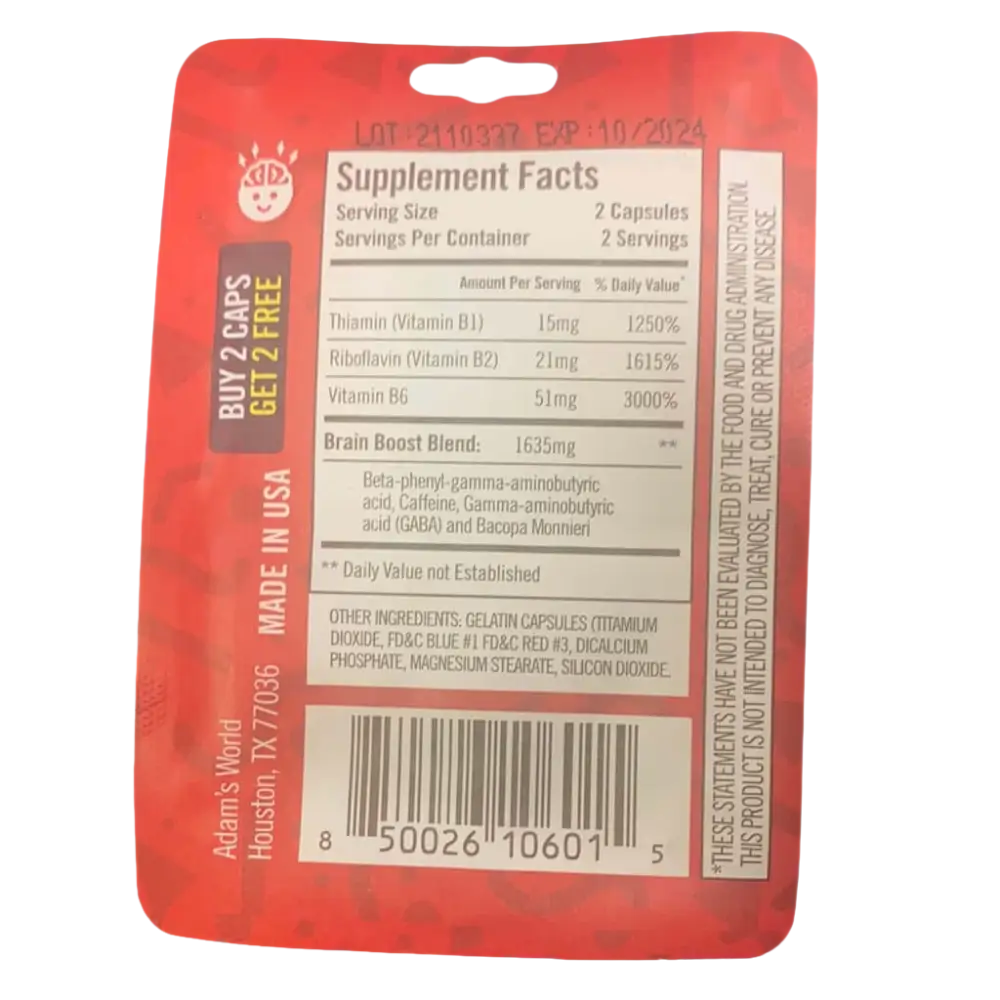 LOT:2110337 EXP:10/2024
Supplement Facts
Serving Size 2 Capsules
Servings Per Container 2 Servings
Amount Per Serving % Daily Value*
Thiamin (Vitamin B1) 15mg 1250%
Riboflavin (Vitamin B2) 21mg 1615%
Vitamin B6 51mg 3000%
Brain Boost Blend: 1635mg **
Beta-phenyl-gamma-aminobutyric
acid, Caffeine, Gamma-aminobutyric
acid (GABA) and Bacopa Monnieri
** Daily Value not Established
OTHER INGREDIENTS: GELATIN CAPSULES (TITAMIUM
DIOXIDE, FD&C BLUE #1 FD&C RED #3, DICALCIUM
PHOSPHATE, MAGNESIUM STEARATE, SILICON DIOXIDE.
8 50026 10601 5
BUY 2 CAPS
GET 2 FREE
MADE IN USA
Adam's World
Houston, TX 77036
*THESE STATEMENTS HAVE NOT BEEN EVALUATED BY THE FOOD AND DRUG ADMINISTRATION.
THIS PRODUCT IS NOT INTENDED TO DIAGNOSE, TREAT, CURE OR PREVENT ANY DISEASE.